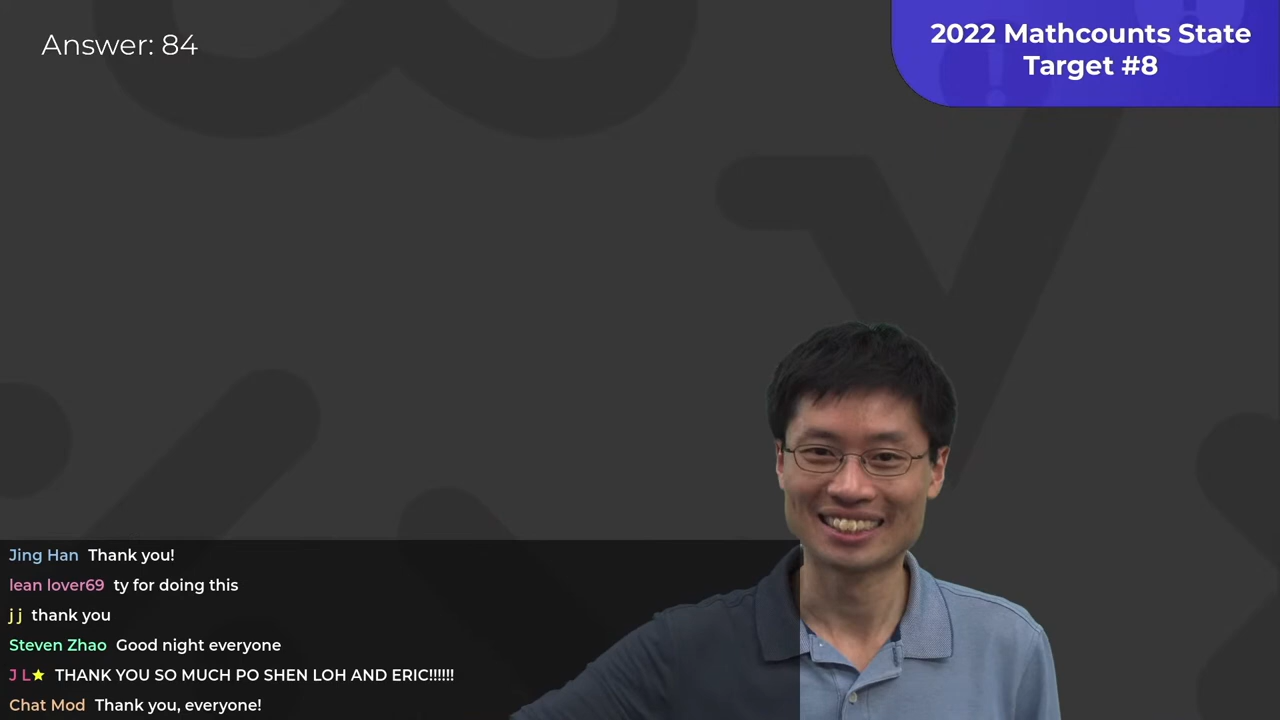 Answer: 84
2022 Mathcounts State
Target #8
Jing Han Thank you!
lean lover69 ty for doing this
j j thank you
Steven Zhao Good night everyone
J L⭐ THANK YOU SO MUCH PO SHEN LOH AND ERIC!!!!!!
Chat Mod Thank you, everyone!